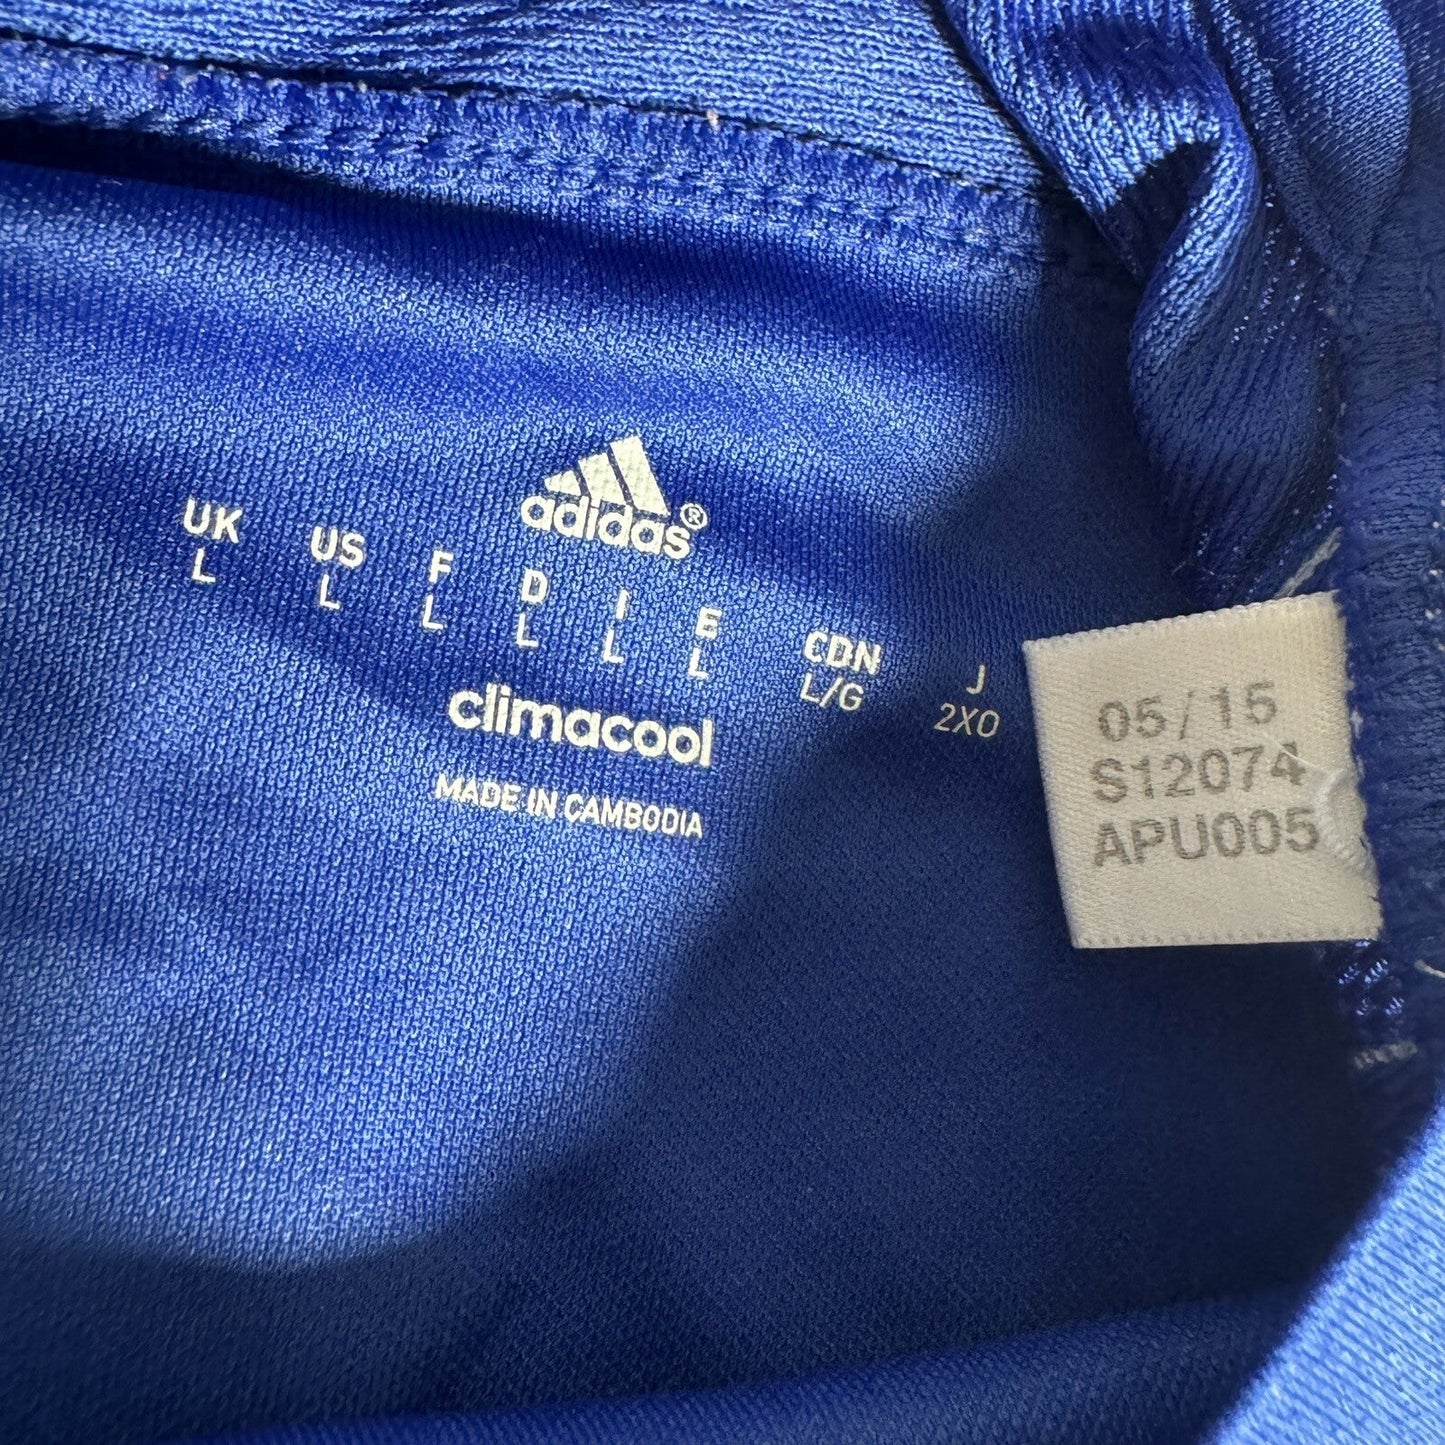 adidas®
UK US F D I E CDN J
L L L L L L L/G 2XO
climacool
MADE IN CAMBODIA
05/15
S12074
APU005